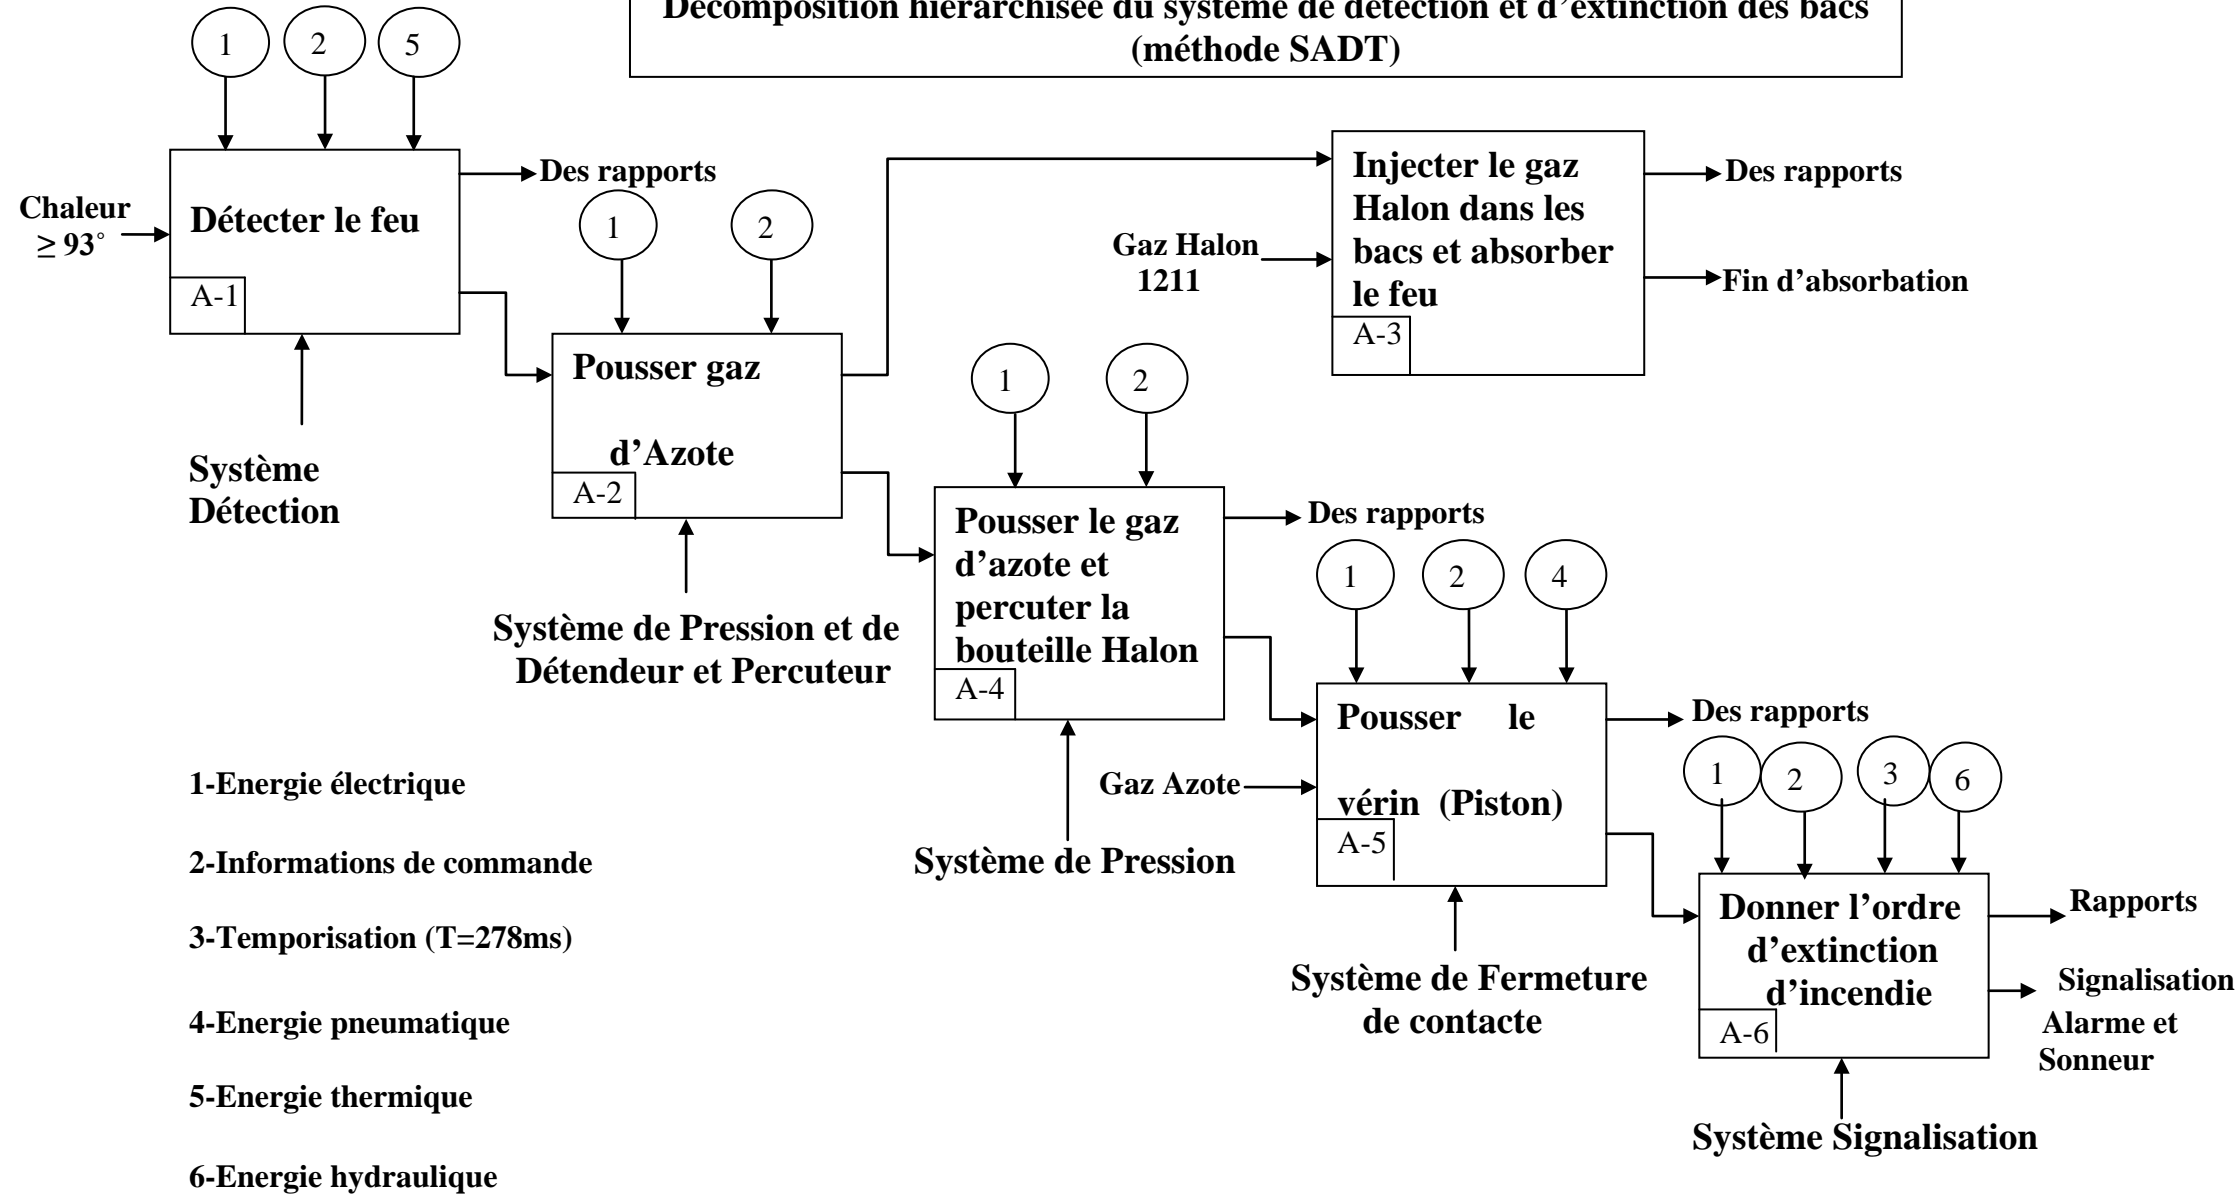 Décomposition hiérarchisée du système de détection et d’extinction des bacs
(méthode SADT)
1
2
5
Chaleur
≥ 93°
Détecter le feu
A-1
Des rapports
Système
Détection
1
2
Pousser gaz
d’Azote
A-2
Système de Pression et de
Détendeur et Percuteur
Gaz Halon
1211
Injecter le gaz
Halon dans les
bacs et absorber
le feu
A-3
Des rapports
Fin d’absorbation
1
2
Pousser le gaz
d’azote et
percuter la
bouteille Halon
A-4
Des rapports
Système de Pression
1
2
4
Gaz Azote
Pousser le
vérin (Piston)
A-5
Des rapports
Système de Fermeture
de contacte
1
2
3
6
Donner l’ordre
d’extinction
d’incendie
A-6
Rapports
Signalisation
Alarme et
Sonneur
Système Signalisation
1-Energie électrique
2-Informations de commande
3-Temporisation (T=278ms)
4-Energie pneumatique
5-Energie thermique
6-Energie hydraulique